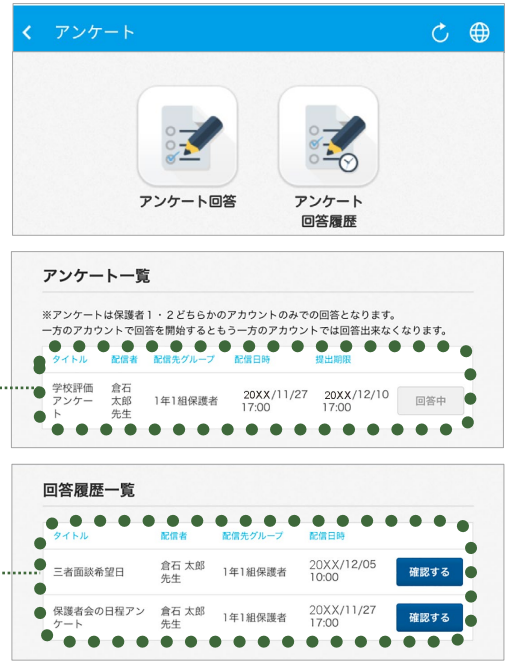 アンケート
アンケート回答
アンケート
回答履歴
アンケート一覧
※アンケートは保護者１・２どちらかのアカウントのみでの回答となります。
一方のアカウントで回答を開始するともう一方のアカウントでは回答出来なくなります。
タイトル 配信者 配信先グループ 配信日時 提出期限
学校評価
アンケー
ト
倉石
太郎
先生
1年1組保護者
20XX/11/27
17:00
20XX/12/10
17:00
回答中
回答履歴一覧
タイトル 配信者 配信先グループ 配信日時
三者面談希望日
倉石 太郎
先生
1年1組保護者
20XX/12/05
10:00
確認する
保護者会の日程アン
ケート
倉石 太郎
先生
1年1組保護者
20XX/11/27
17:00
確認する